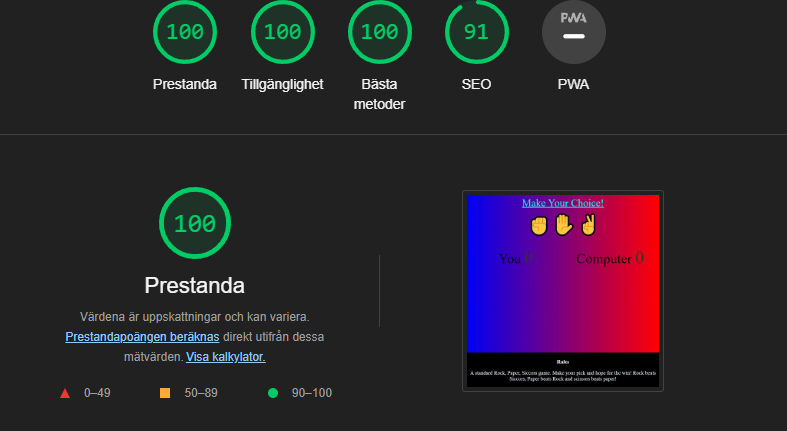 100 100 100 91 PWA
Prestanda Tillgänglighet Bästa metoder SEO PWA
100
Prestanda
Värdena är uppskattningar och kan variera.
Prestandapoängen beräknas direkt utifrån dessa
mätvärden. Visa kalkylator.
0–49 50–89 90–100
Make Your Choice!
You 0 Computer 0
Rules
A standard Rock, Paper, Siccors game. Make your pick and hope for the win! Rock beats
Siccors, Paper beats Rock and scissors beats paper!